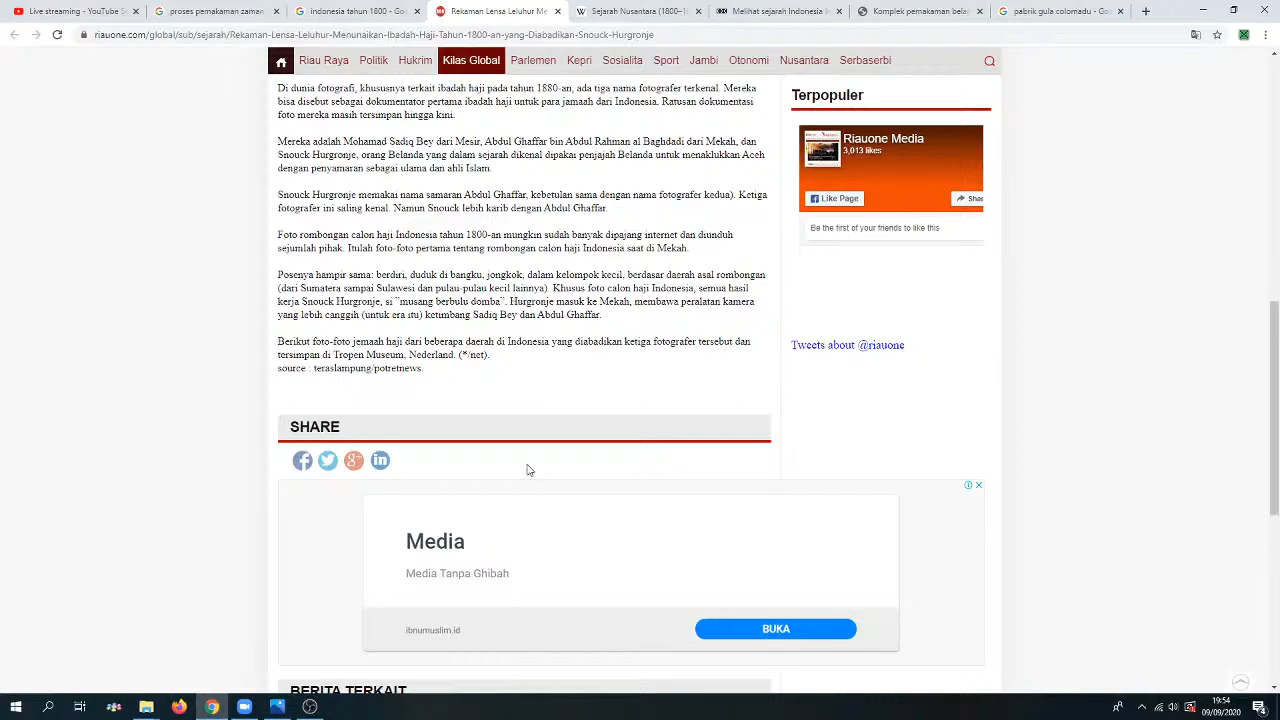 Live streaming - YouTube S
proses pemakaman zaman
indonesia tahun 1800 - Go
Rekaman Lensa Leluhur Me
Sejarah Nusantara (1800–1
Melihat sejarah Indonesia
Komplek pemakaman bela
pabrik gula colomadu - Go
riauone.com/global/sub/sejarah/Rekaman-Lensa-Leluhur-Menunaikan-Ibadah-Haji-Tahun-1800-an-yang-Diabadikan-Snouck-Hurgronje
Riau Raya Politik Hukrim Kilas Global Parlemen Kepri Sosialita Sport Jambi Otonomi Nusantara Serbaserbi
Di dunia fotografi, khususnya terkait ibadah haji pada tahun 1880-an, ada tiga nama fotografer terkenal. Mereka
bisa disebut sebagai dokumentator pertama ibadah haji untuk para jamaah dari Indonesia. Ratusan dokumentasi
foto mereka masih tersimpan hingga kini.
Mereka adalah Mohammed Sadiq Bey dari Mesir, Abdul Ghaffar bin Abdul Rahman al Baghdadi dari Mekah, dan
Snouck Hurgronje, orang Belanda yang dalam sejarah dikenal dipakai penjajah Belanda untuk menaklukkan Aceh
dengan penyamaran sebagai ulama dan ahli Islam.
Snouck Hurgronje memakai nama samaran Abdul Ghaffar, kebetulan sama dengan nama fotografer kedua). Ketiga
fotografer ini saling kenal. Namun Snouck lebih karib dengan Abdul Ghaffar.
Foto rombongan calon haji Indonesia tahun 1800-an mungkin sudah banyak dipajang internet dan diunduh
sejumlah pihak. Itulah foto-foto pertama tentang rombongan calon haji Indonesia saat di Mekah.
Posenya hampir sama: berdiri, duduk di bangku, jongkok, dalam kelompok kecil, berdasar daerah asal rombongan
(dari Sumatera sampai Sulawesi dan pulau-pulau kecil lainnya). Khusus foto calon haji Indonesia, semua hasil
kerja Snouck Hurgronje, si "musang berbulu domba". Hurgronje masuk ke Mekah, membawa peralatan kamera
yang lebih canggih (untuk era itu) ketimbang Sadiq Bey dan Abdul Ghaffar.
Berikut foto-foto jemaah haji dari beberapa daerah di Indonesia yang diabadikan ketiga fotografer tersebut dan
tersimpan di Tropen Museum, Nederland. (*/net).
source : teraslampung/potretnews.
Terpopuler
Riauone Media
3,013 likes
Like Page
Shar
Be the first of your friends to like this
Tweets about @riauone
SHARE
Media
Media Tanpa Ghibah
ibnumuslim.id
BUKA
BERITA TERKAIT
19:54
09/09/2020